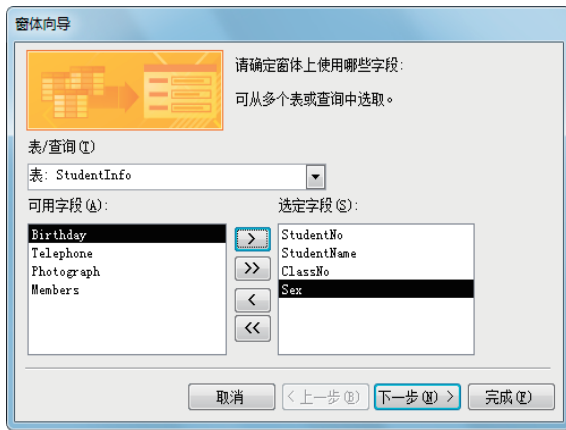 窗体向导
请确定窗体上使用哪些字段:
可从多个表或查询中选取。
表/查询(T)
表: StudentInfo
可用字段(A):
选定字段(S):
Birthday
Telephone
Photograph
Members
>
>>
<
<<
StudentNo
StudentName
ClassNo
Sex
取消
< 上一步(B)
下一步(N) >
完成(F)